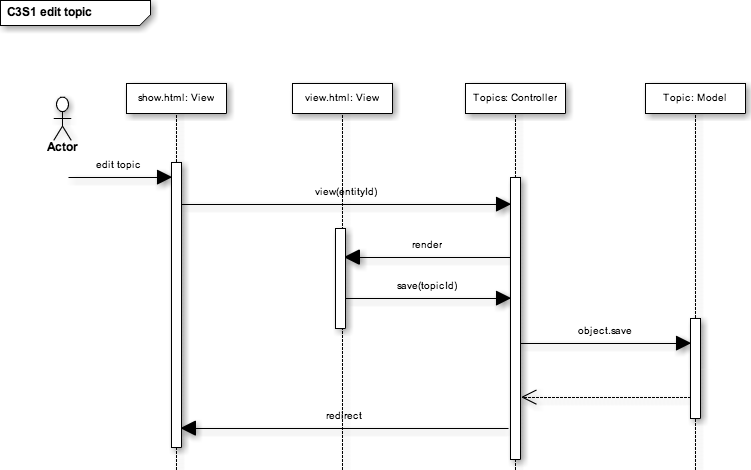 C3S1 edit topic
show.html: View
view.html: View
Topics: Controller
Topic: Model
Actor
edit topic
view(entityId)
render
save(topicId)
object.save
redirect